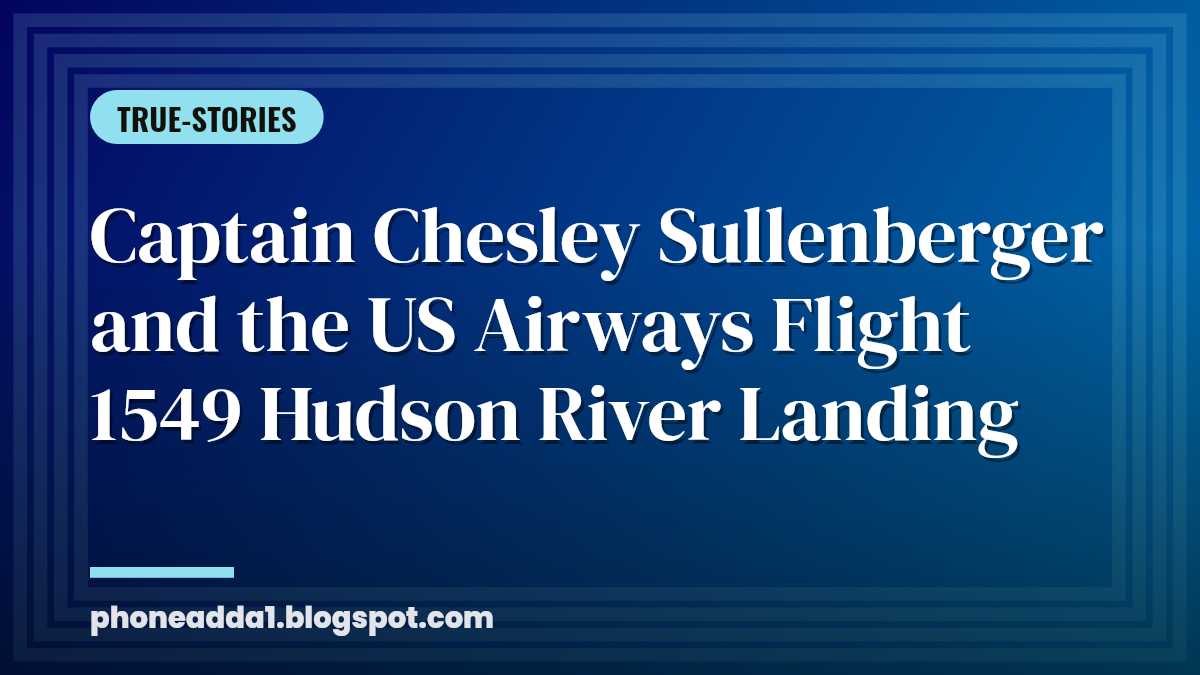 TRUE-STORIES
Captain Chesley Sullenberger
and the US Airways Flight
1549 Hudson River Landing
phoneadda1.blogspot.com